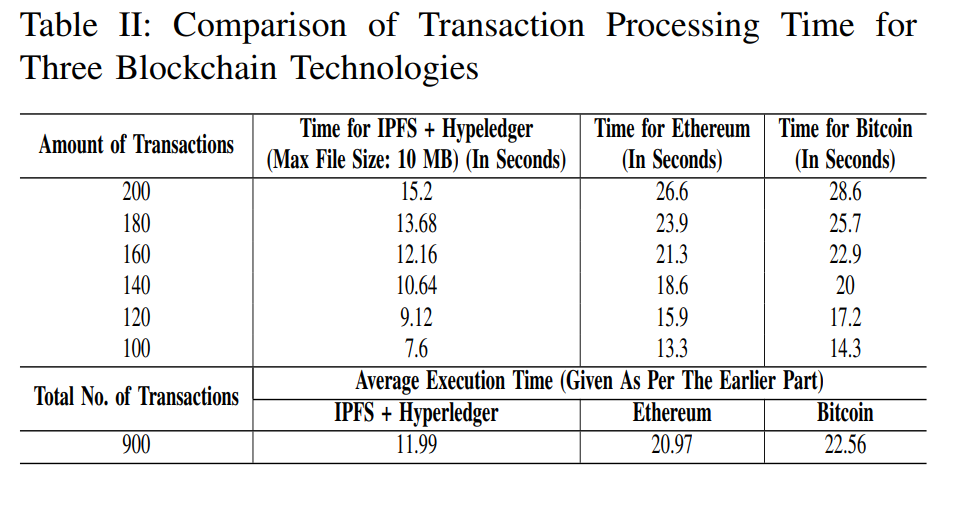 Table II: Comparison of Transaction Processing Time for
Three Blockchain Technologies
Amount of Transactions | Time for IPFS + Hypeledger (Max File Size: 10 MB) (In Seconds) | Time for Ethereum (In Seconds) | Time for Bitcoin (In Seconds)
200 | 15.2 | 26.6 | 28.6
180 | 13.68 | 23.9 | 25.7
160 | 12.16 | 21.3 | 22.9
140 | 10.64 | 18.6 | 20
120 | 9.12 | 15.9 | 17.2
100 | 7.6 | 13.3 | 14.3
Total No. of Transactions | Average Execution Time (Given As Per The Earlier Part)
IPFS + Hyperledger | Ethereum | Bitcoin
900 | 11.99 | 20.97 | 22.56